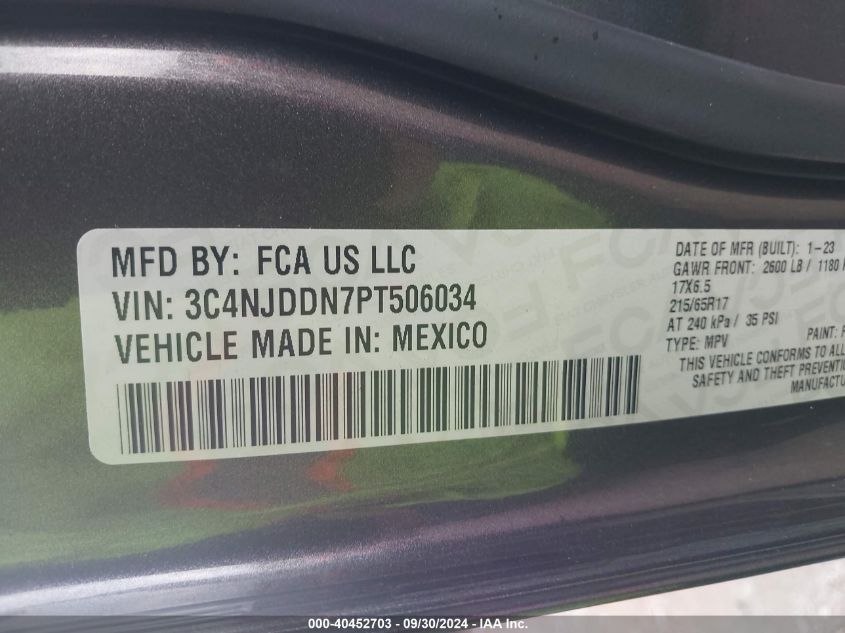 MFD BY: FCA US LLC
VIN: 3C4NJDDN7PT506034
VEHICLE MADE IN: MEXICO
DATE OF MFR (BUILT): 1-23
GAWR FRONT: 2600 LB / 1180
17X6.5
215/65R17
AT 240 kPa / 35 PSI
TYPE: MPV PAINT:
THIS VEHICLE CONFORMS TO ALL
SAFETY AND THEFT PREVENTIO
MANUFACTU
000-40452703 - 09/30/2024 - IAA Inc.